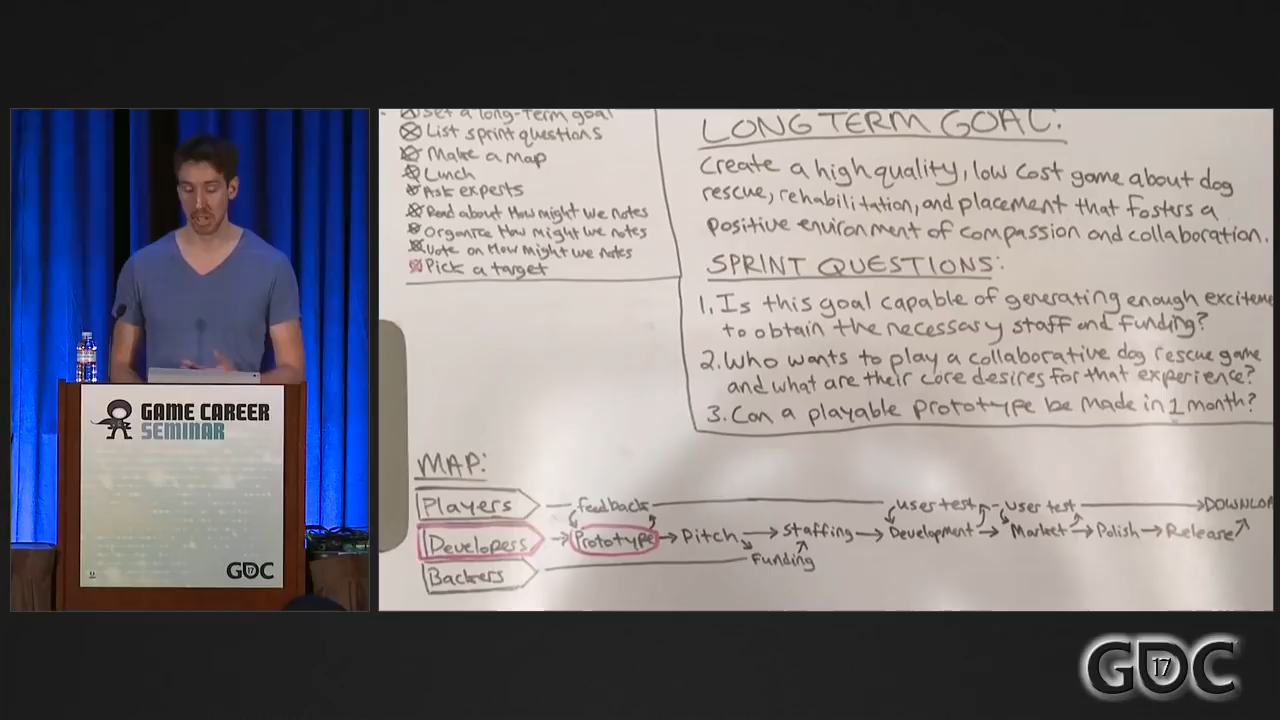 Set a long-term goal
List sprint questions
Make a map
Lunch
Ask experts
Read about How might we notes
Organize How might we notes
Vote on How might we notes
Pick a target
LONG TERM GOAL:
Create a high quality, low cost game about dog
rescue, rehabilitation, and placement that fosters a
positive environment of compassion and collaboration.
SPRINT QUESTIONS:
1. Is this goal capable of generating enough exciteme
to obtain the necessary staff and funding?
2. Who wants to play a collaborative dog rescue game
and what are their core desires for that experience?
3. Can a playable prototype be made in 1 month?
MAP:
Players feedback user test user test DOWNLOA
Developers Prototype Pitch Staffing Development Market Polish Release
Funding
Backers
GAME CAREER
SEMINAR
GDC
17
GDC
17